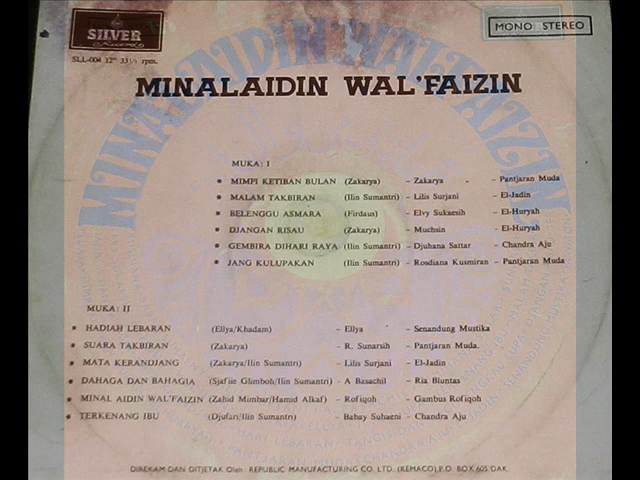 SILVER
MONO STEREO
SLL-004 12" 33⅓ rpm.
MINALAIDIN WAL'FAIZIN
MUKA: I
MIMPI KETIBAN BULAN (Zakarya) - Zakarya - Pantjaran Muda
MALAM TAKBIRAN (Ilin Sumantri) - Lilis Surjani - El-Jadin
BELENGGU ASMARA (Firdaus) - Elvy Sukaesih - El-Huryah
DJANGAN RISAU (Zakarya) - Muchsin - El-Huryah
GEMBIRA DIHARI RAYA (Ilin Sumantri) - Djuhana Sattar - Chandra Aju
JANG KULUPAKAN (Ilin Sumantri) - Rosdiana Kusmiran - Pantjaran Muda
MUKA: II
HADIAH LEBARAN (Ellya/Khadam) - Ellya - Senandung Mustika
SUARA TAKBIRAN (Zakarya) - R. Sunarsih - Pantjaran Muda.
MATA KERANDJANG (Zakarya/Ilin Sumantri) - Lilis Surjani - El-Jadin
DAHAGA DAN BAHAGIA (Sjafiie Glimboh/Ilin Sumantri) - A Basachil - Ria Bluntas
MINAL AIDIN WAL'FAIZIN (Zahid Mimbar/Hamid Alkaf) - Rofiqoh - Gambus Rofiqoh
TERKENANG IBU (Djufari/Ilin Sumantri) - Babay Suhaeni - Chandra Aju
DIREKAM DAN DITJETAK Oleh: REPUBLIC MANUFACTURING CO. LTD. (REMACO) P.O. BOX 605/DAK.
MINALAIDIN WAL'FAIZIN